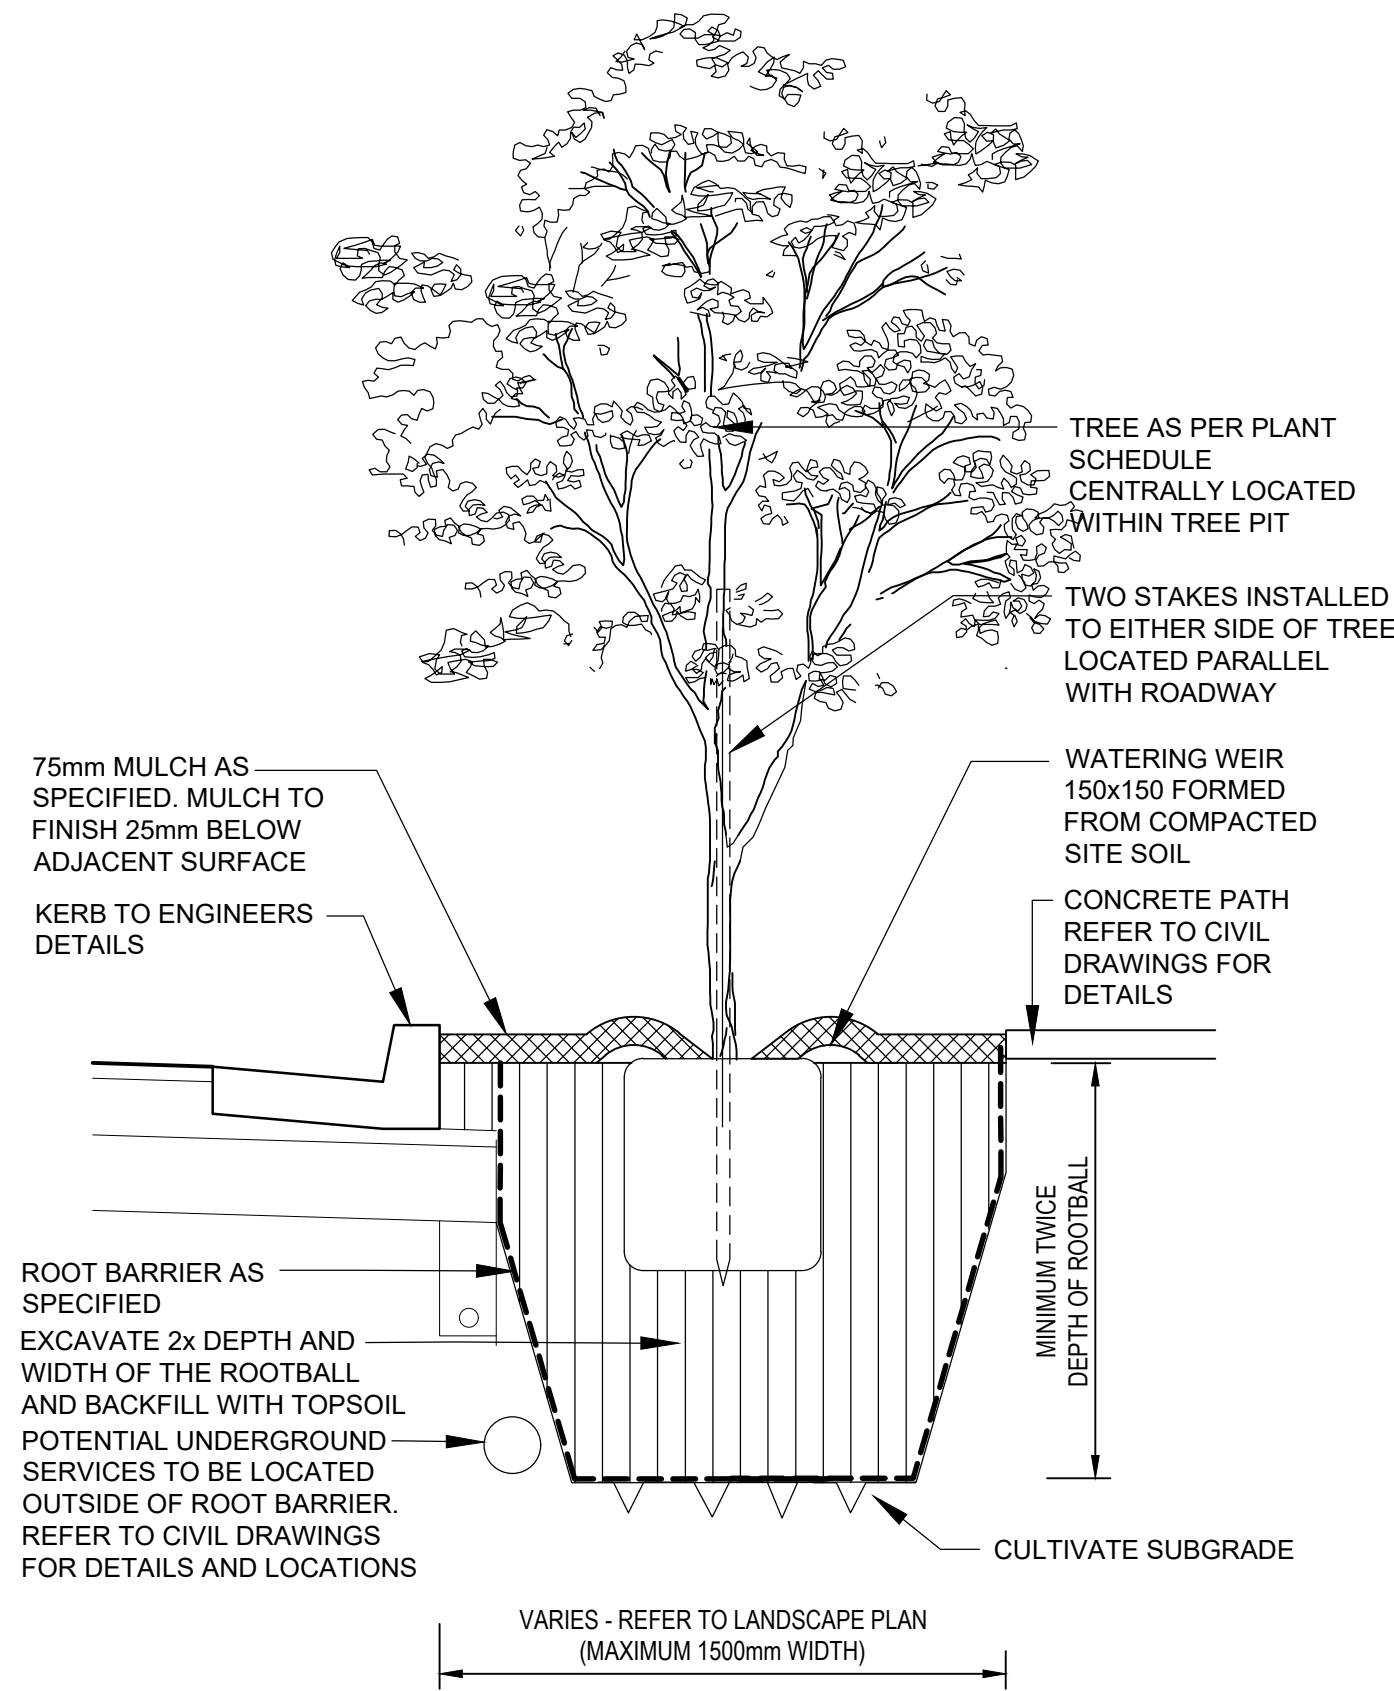 TREE AS PER PLANT
SCHEDULE
CENTRALLY LOCATED
WITHIN TREE PIT
TWO STAKES INSTALLED
TO EITHER SIDE OF TREE
LOCATED PARALLEL
WITH ROADWAY
75mm MULCH AS
SPECIFIED. MULCH TO
FINISH 25mm BELOW
ADJACENT SURFACE
WATERING WEIR
150x150 FORMED
FROM COMPACTED
SITE SOIL
KERB TO ENGINEERS
DETAILS
CONCRETE PATH
REFER TO CIVIL
DRAWINGS FOR
DETAILS
MINIMUM TWICE
DEPTH OF ROOTBALL
ROOT BARRIER AS
SPECIFIED
EXCAVATE 2x DEPTH AND
WIDTH OF THE ROOTBALL
AND BACKFILL WITH TOPSOIL
POTENTIAL UNDERGROUND
SERVICES TO BE LOCATED
OUTSIDE OF ROOT BARRIER.
REFER TO CIVIL DRAWINGS
FOR DETAILS AND LOCATIONS
CULTIVATE SUBGRADE
VARIES - REFER TO LANDSCAPE PLAN
(MAXIMUM 1500mm WIDTH)